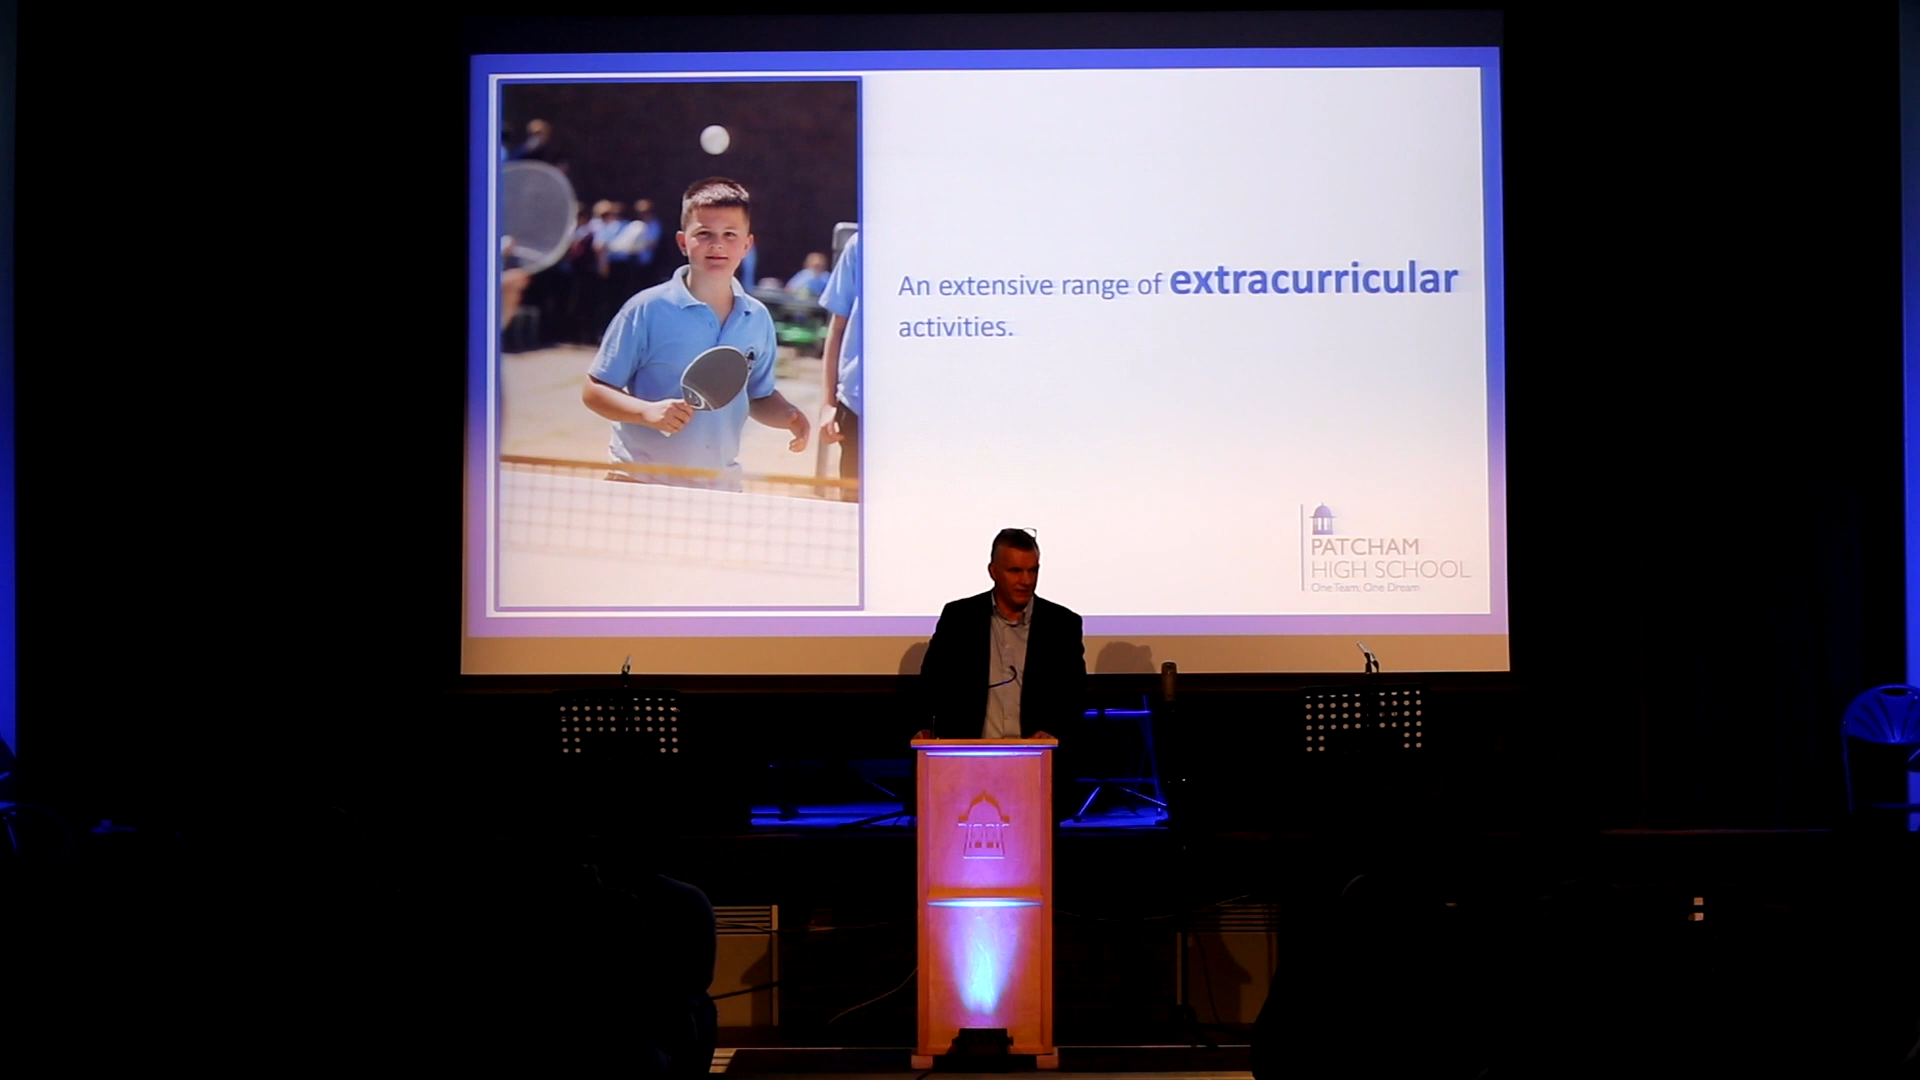 An extensive range of extracurricular
activities.
PATCHAM
HIGH SCHOOL
One Team, One Dream